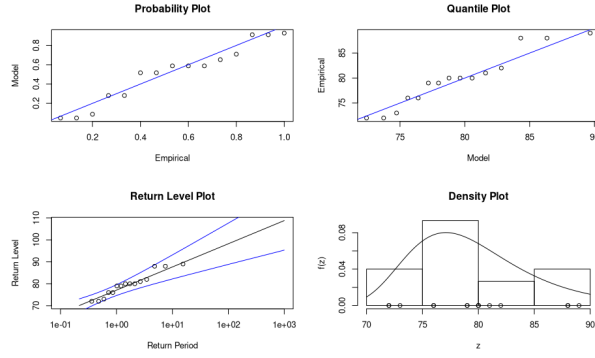 Probability Plot
Model
0.2 0.4 0.6 0.8
0.2 0.4 0.6 0.8 1.0
Empirical
Quantile Plot
Empirical
75 80 85
75 80 85 90
Model
Return Level Plot
Return Level
70 80 90 100 110
1e-01 1e+00 1e+01 1e+02 1e+03
Return Period
Density Plot
f(z)
0.00 0.04 0.08
70 75 80 85 90
z